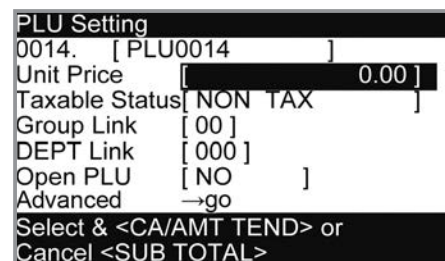 PLU Setting
0014. [ PLU0014 ]
Unit Price [ 0.00 ]
Taxable Status[ NON TAX ]
Group Link [ 00 ]
DEPT Link [ 000 ]
Open PLU [ NO ]
Advanced →go
Select & <CA/AMT TEND> or
Cancel <SUB TOTAL>